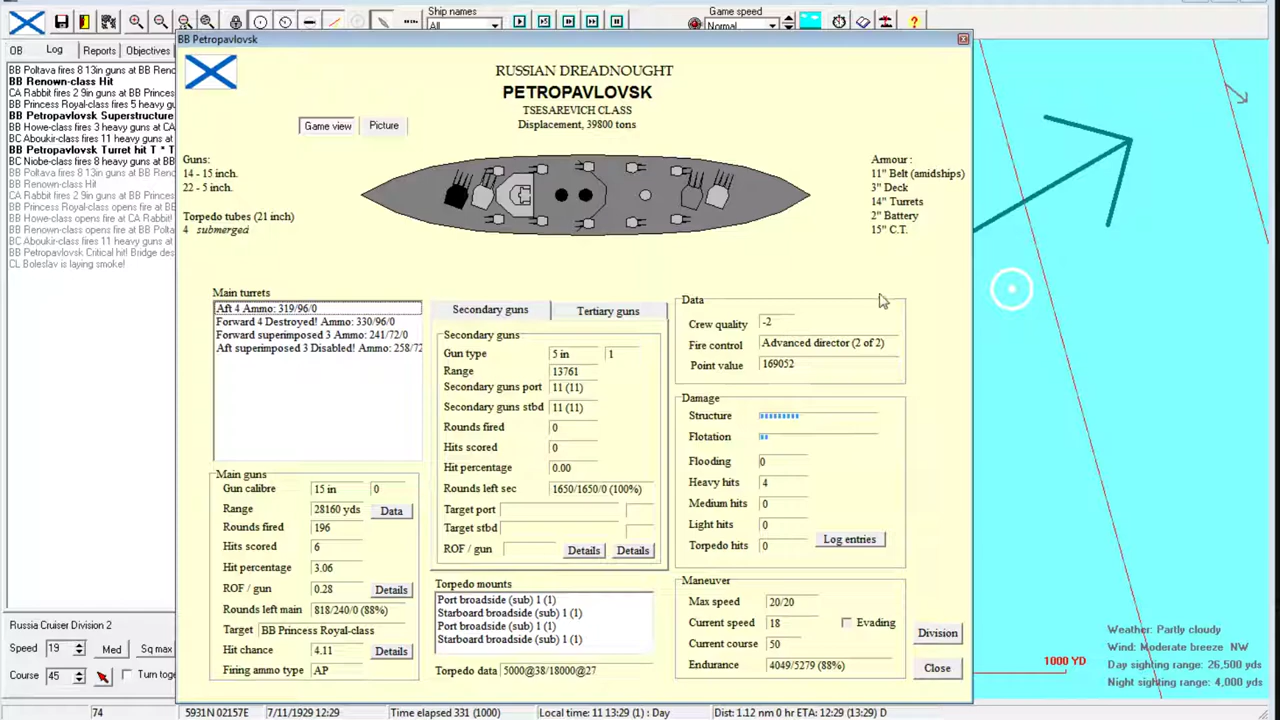 Ship names
All
Game speed
Normal
BB Petropavlovsk
OB
Log
Reports
Objectives
BB Poltava fires 8 13in guns at BB Reno
BB Renown-class Hit
CA Rabbit fires 2 9in guns at BB Princes
BB Princess Royal-class fires 5 heavy gu
BB Petropavlovsk Superstructure
BB Howe-class fires 3 heavy guns at CA
BC Aboukir-class fires 11 heavy guns at
BB Petropavlovsk Turret hit T * T
BC Niobe-class fires 8 heavy guns at BB
BB Petropavlovsk fires 15in guns at BB
BB Renown-class Hit
CA Rabbit fires 2 9in guns at BB Princes
BB Princess Royal-class opens fire at BB
CA Rabbit opens fire at BB Princess Roya
BB Howe-class opens fire at CA Rabbit!
BB Renown-class opens fire at BB Poltav
BC Aboukir-class fires 11 heavy guns at
BB Petropavlovsk Critical hit! Bridge des
CL Boleslav is laying smoke!
RUSSIAN DREADNOUGHT
PETROPAVLOVSK
TSESAREVICH CLASS
Displacement, 39800 tons
Game view
Picture
Guns:
14 - 15 inch.
22 - 5 inch.
Torpedo tubes (21 inch)
4 submerged
Armour :
11" Belt (amidships)
3" Deck
14" Turrets
2" Battery
15" C.T.
Main turrets
Aft 4 Ammo: 319/96/0
Forward 4 Destroyed! Ammo: 330/96/0
Forward superimposed 3 Ammo: 241/72/0
Aft superimposed 3 Disabled! Ammo: 258/72
Main guns
Gun calibre 15 in 0
Range 28160 yds Data
Rounds fired 196
Hits scored 6
Hit percentage 3.06
ROF / gun 0.28 Details
Rounds left main 818/240/0 (88%)
Target BB Princess Royal-class
Hit chance 4.11 Details
Firing ammo type AP
Secondary guns
Tertiary guns
Secondary guns
Gun type 5 in 1
Range 13761
Secondary guns port 11 (11)
Secondary guns stbd 11 (11)
Rounds fired 0
Hits scored 0
Hit percentage 0.00
Rounds left sec 1650/1650/0 (100%)
Target port
Target stbd
ROF / gun Details Details
Torpedo mounts
Port broadside (sub) 1 (1)
Starboard broadside (sub) 1 (1)
Port broadside (sub) 1 (1)
Starboard broadside (sub) 1 (1)
Torpedo data 5000@38/18000@27
Data
Crew quality -2
Fire control Advanced director (2 of 2)
Point value 169052
Damage
Structure
Flotation
Flooding 0
Heavy hits 4
Medium hits 0
Light hits 0
Torpedo hits 0
Log entries
Maneuver
Max speed 20/20
Current speed 18
Evading
Current course 50
Endurance 4049/5279 (88%)
Division
Close
Russia Cruiser Division 2
Speed 19 Med Sq max
Course 45 Turn toge
1000 YD
Weather: Partly cloudy
Wind: Moderate breeze NW
Day sighting range: 26,500 yds
Night sighting range: 4,000 yds
74
5931N 02157E
7/11/1929 12:29
Time elapsed 331 (1000)
Local time: 11 13:29 (1) : Day
Dist: 1.12 nm 0 hr ETA: 12:29 (13:29) D